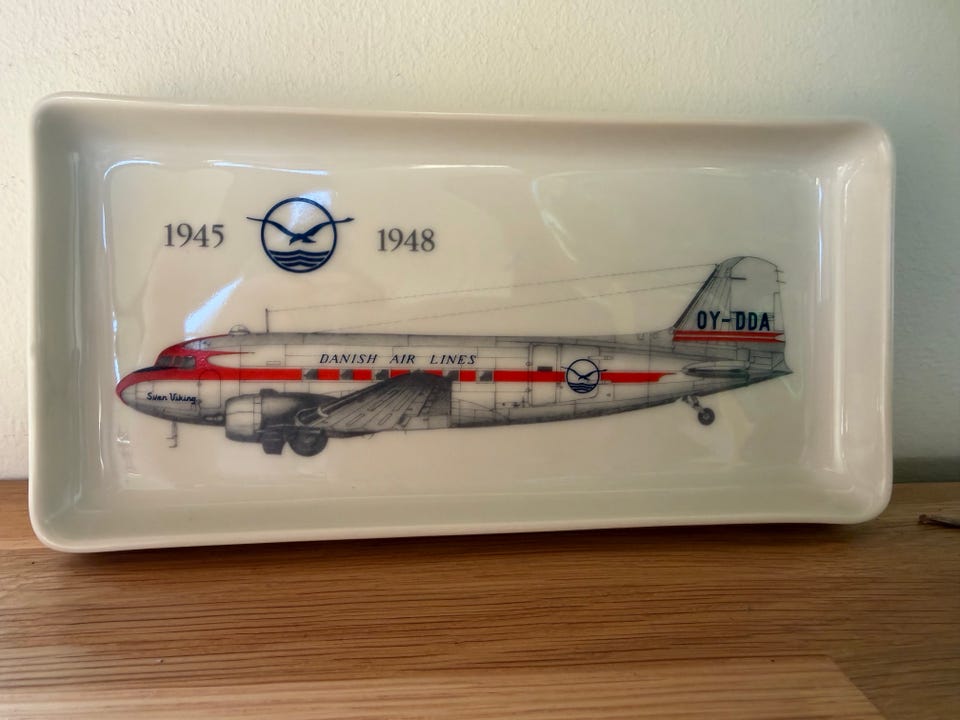 1945 1948
OY-DDA
DANISH AIR LINES
Sven Viking